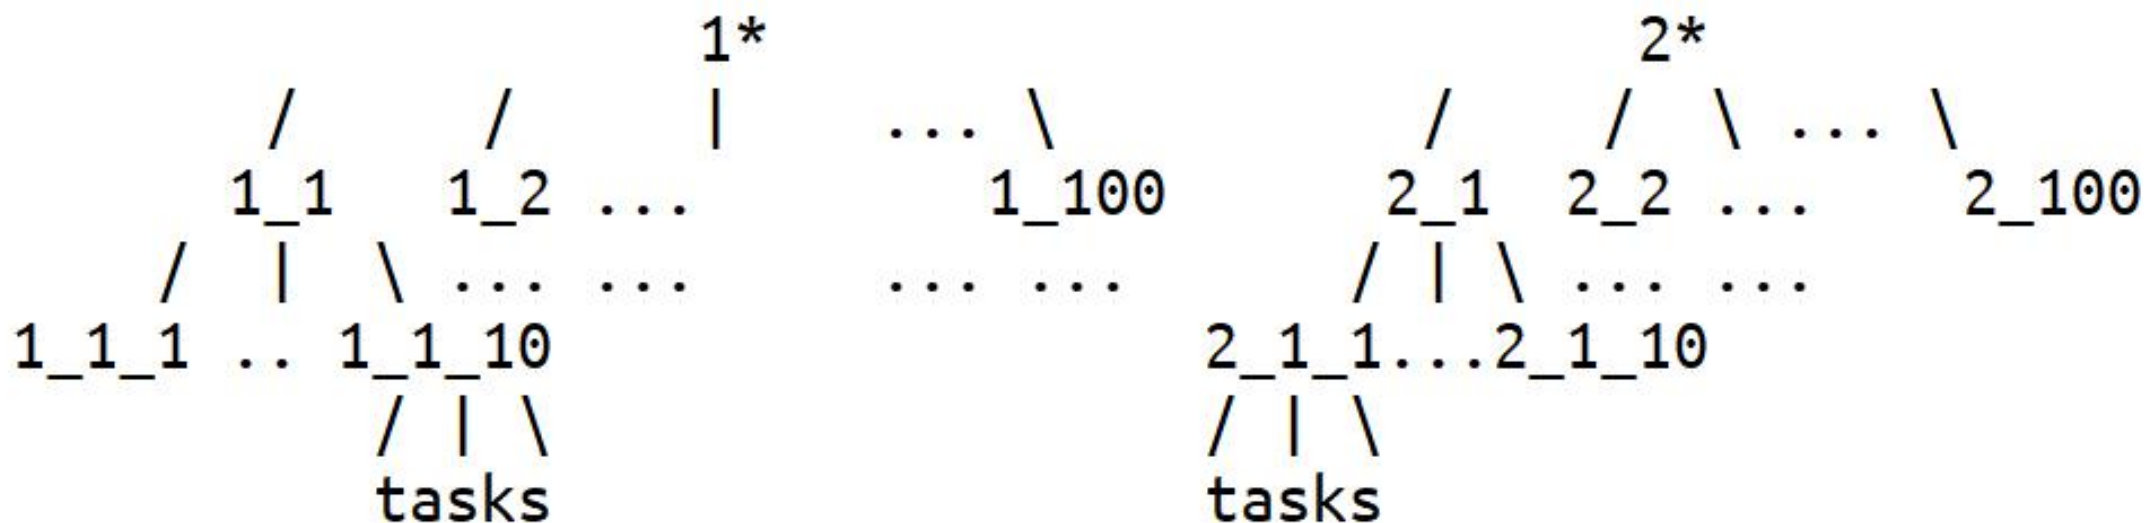 1* 2*
/ / | ... \ / / \ ... \
1_1 1_2 ... 1_100 2_1 2_2 ... 2_100
/ | \ ... ... ... ... / | \ ... ...
1_1_1 .. 1_1_10 2_1_1...2_1_10
/ | \ / | \
tasks tasks